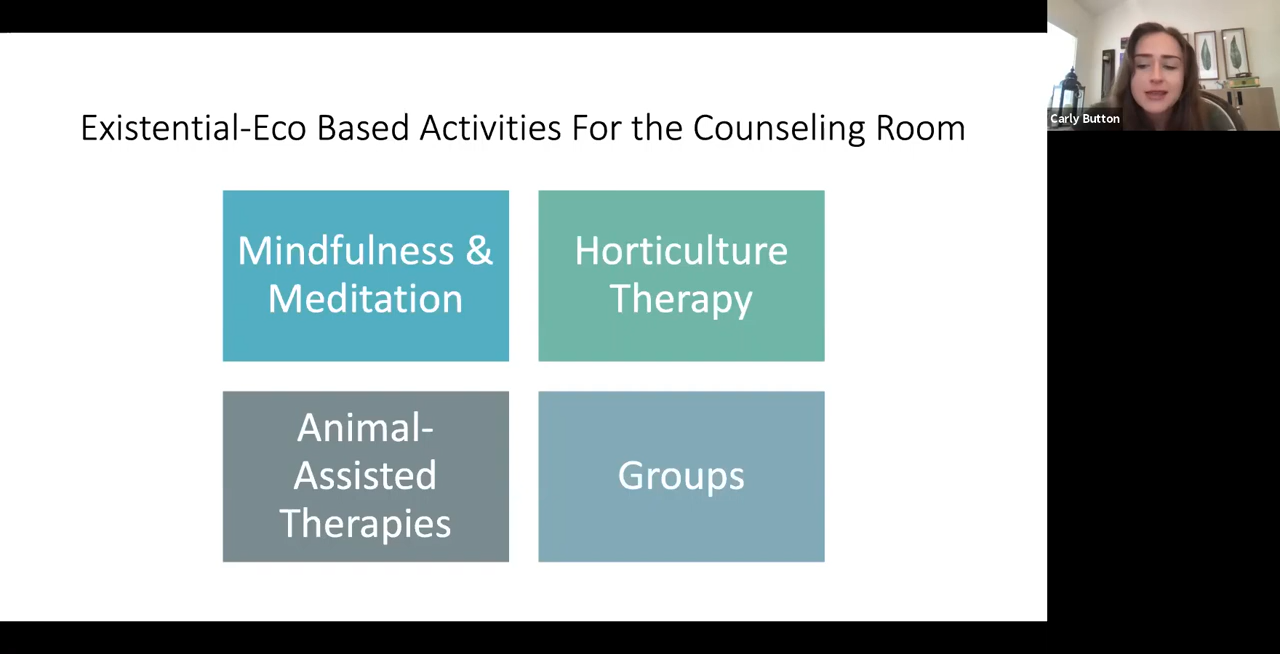 Existential-Eco Based Activities For the Counseling Room
Carly Button
Mindfulness &
Meditation
Horticulture
Therapy
Animal-
Assisted
Therapies
Groups